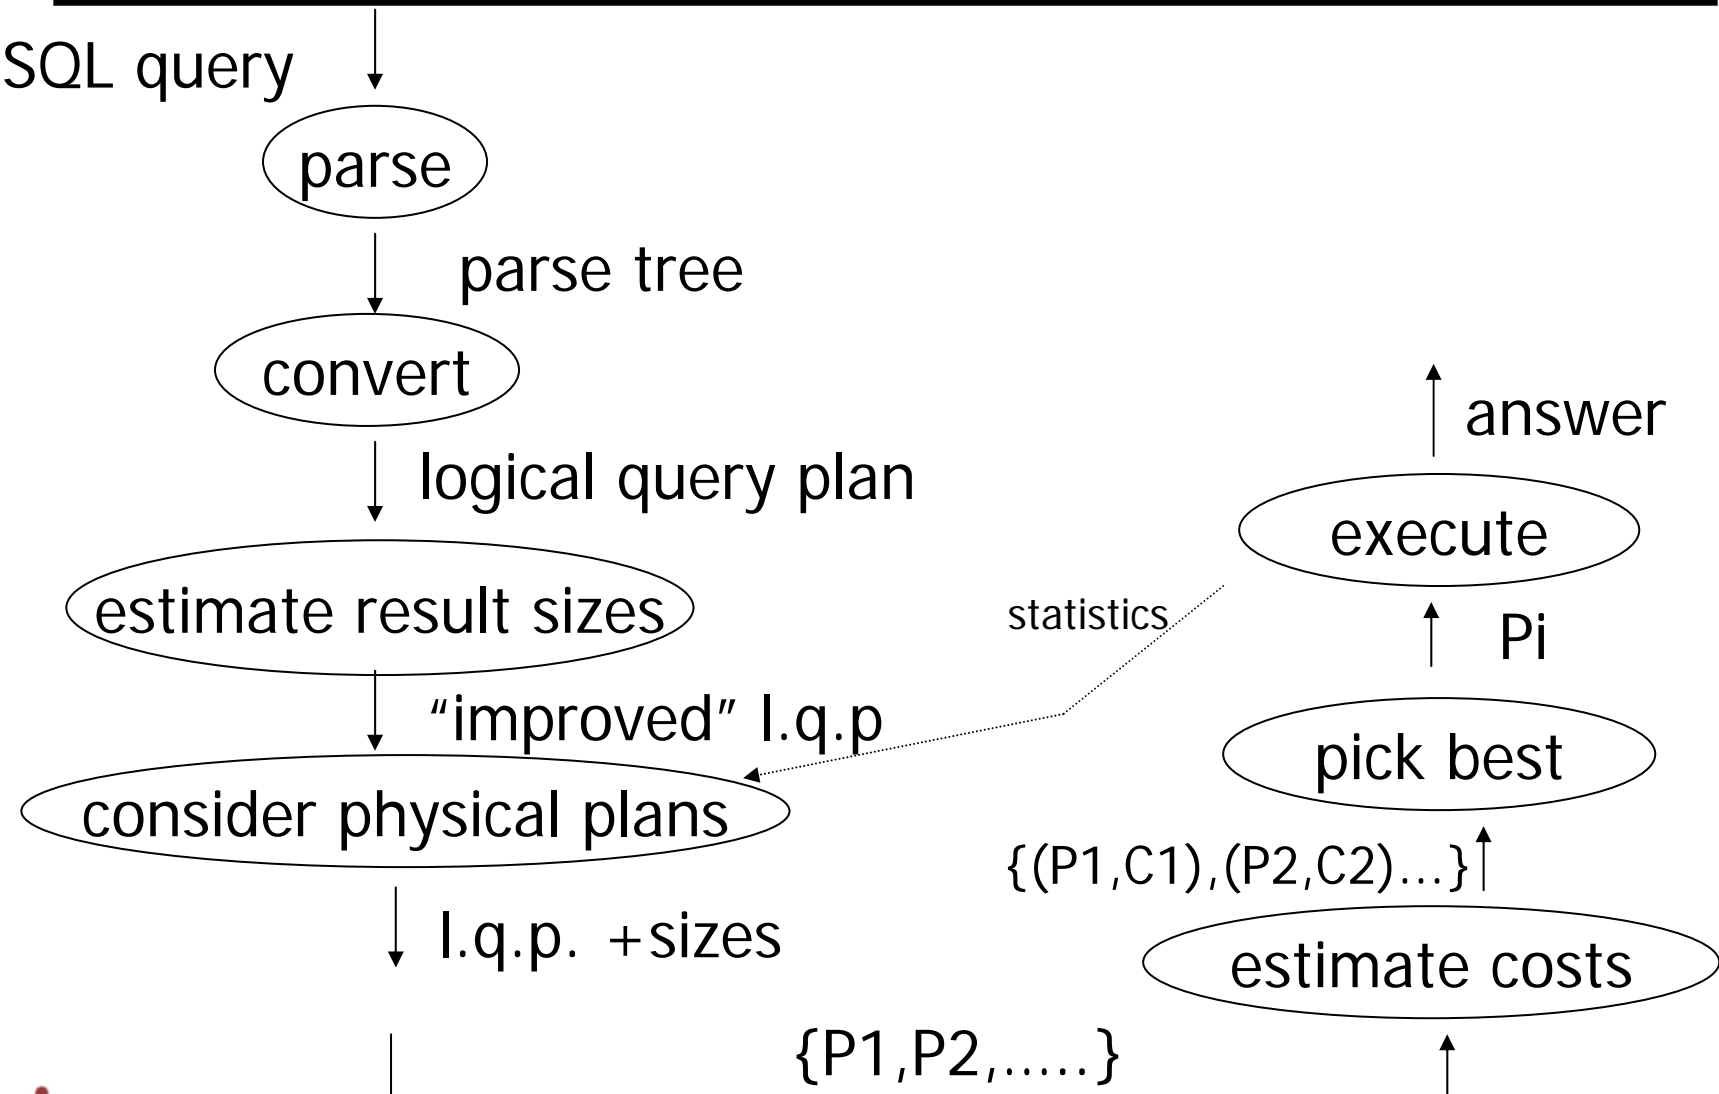 SQL query
parse
parse tree
convert
logical query plan
estimate result sizes
“improved” l.q.p
consider physical plans
l.q.p. +sizes
{P1,P2,.....}
estimate costs
{(P1,C1),(P2,C2)...}
pick best
Pi
execute
statistics
answer